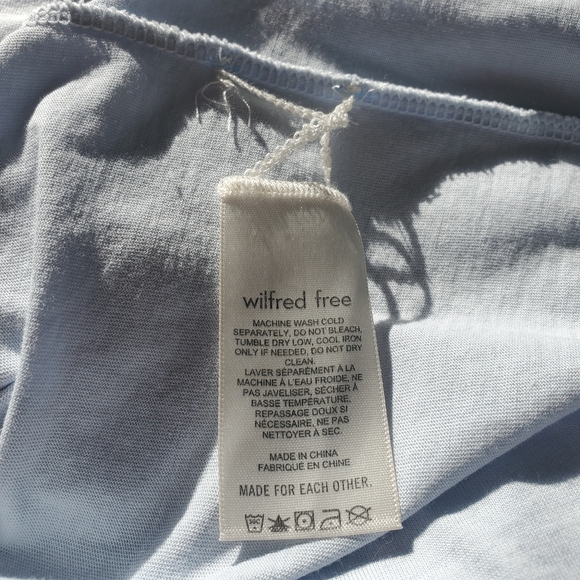 wilfred free
MACHINE WASH COLD
SEPARATELY, DO NOT BLEACH,
TUMBLE DRY LOW, COOL IRON
ONLY IF NEEDED, DO NOT DRY
CLEAN.
LAVER SÉPARÉMENT A LA
MACHINE À L'EAU FROIDE, NE
PAS JAVELISER, SÉCHER À
BASSE TEMPÉRATURE.
REPASSAGE DOUX SI
NÉCESSAIRE, NE PAS
NETTOYER À SEC.
MADE IN CHINA
FABRIQUÉ EN CHINE
MADE FOR EACH OTHER.